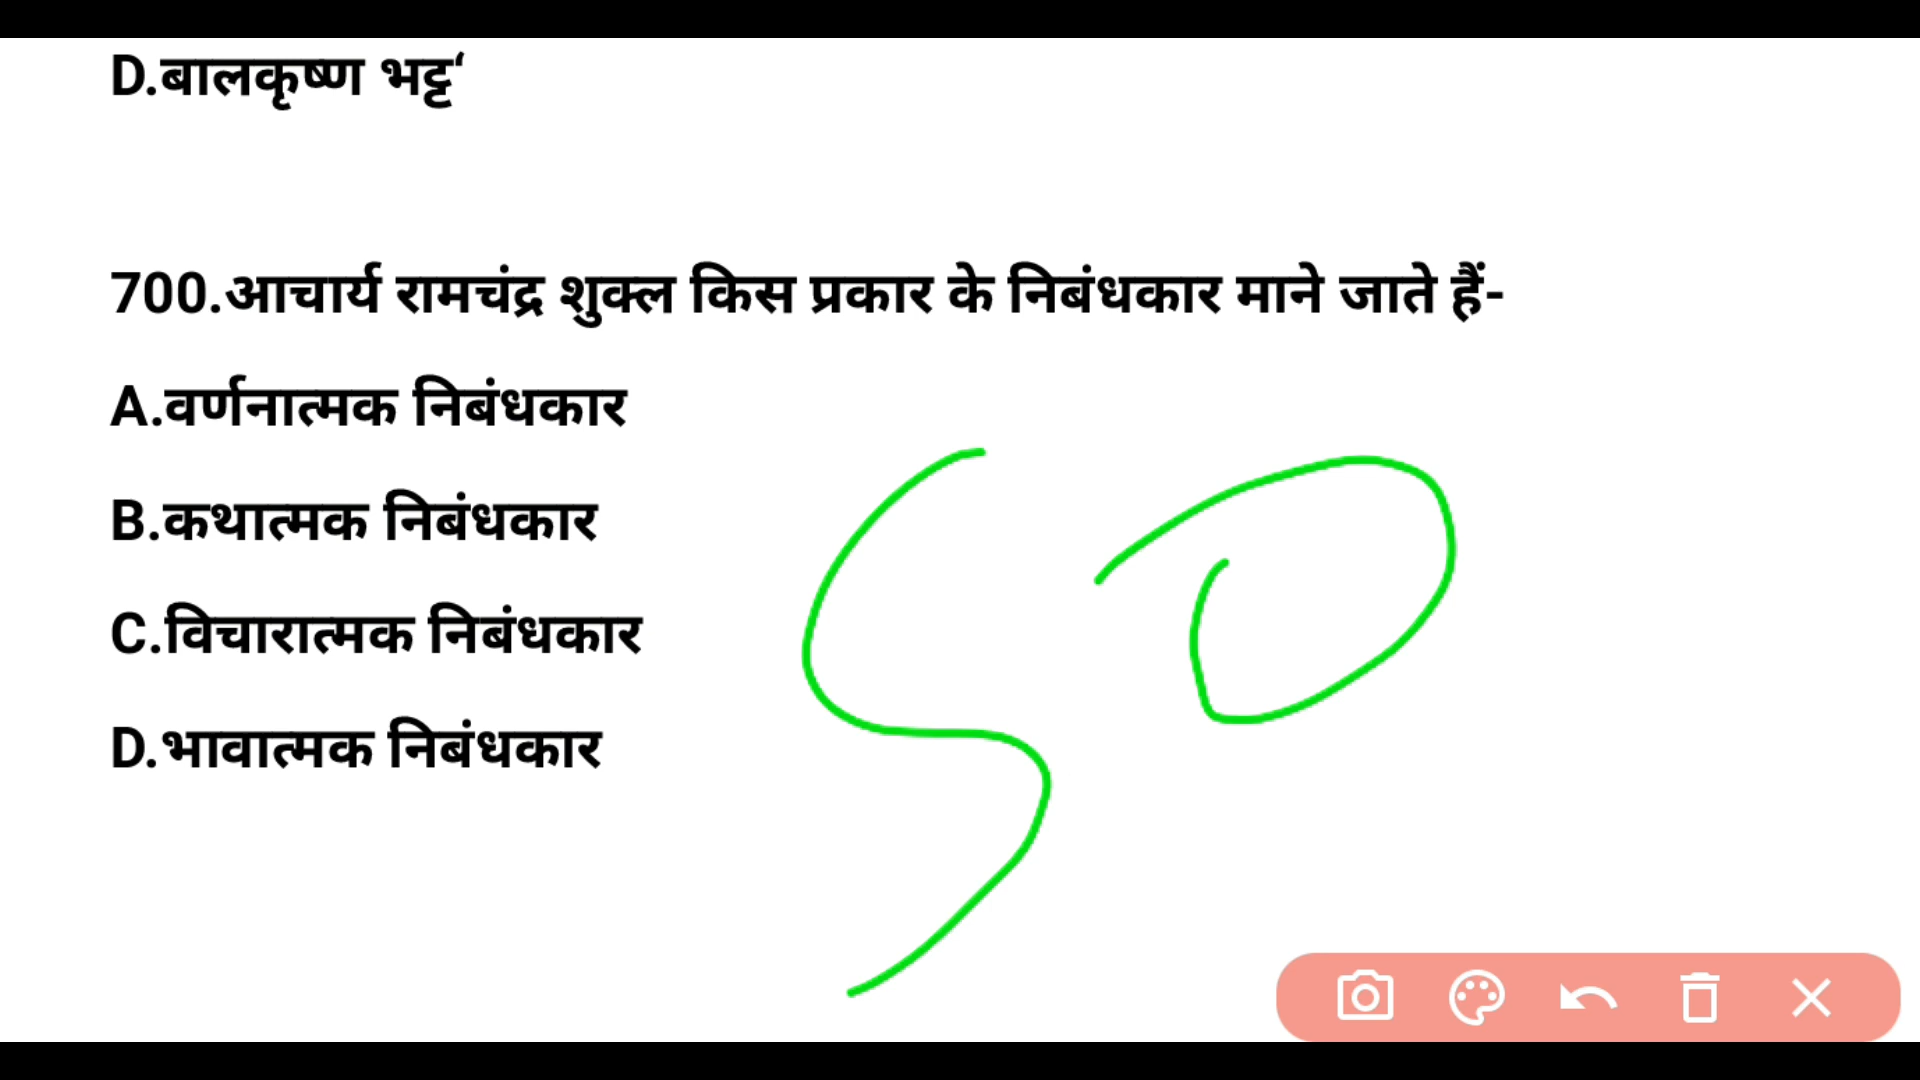 D.बालकृष्ण भट्ट‘
700.आचार्य रामचंद्र शुक्ल किस प्रकार के निबंधकार माने जाते हैं-
A.वर्णनात्मक निबंधकार
B.कथात्मक निबंधकार
C.विचारात्मक निबंधकार
D.भावात्मक निबंधकार